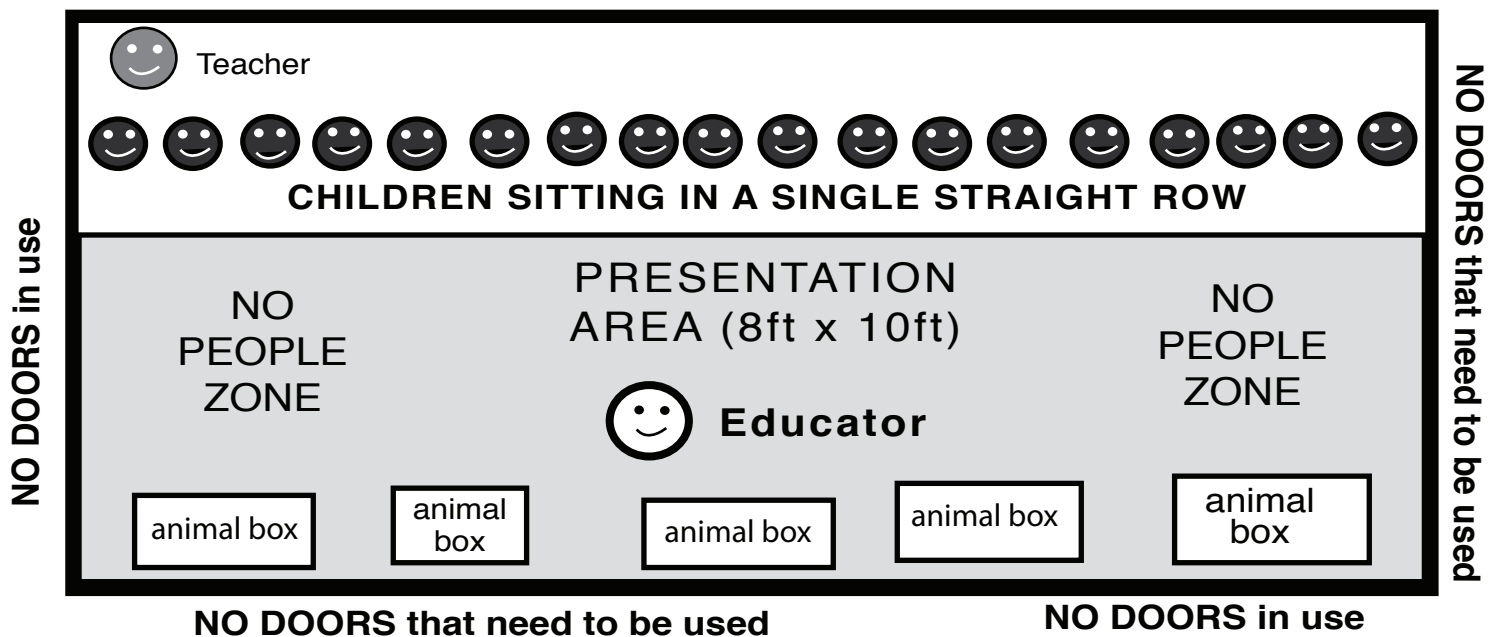 Teacher
CHILDREN SITTING IN A SINGLE STRAIGHT ROW
NO DOORS in use
NO DOORS that need to be used
NO
PEOPLE
ZONE
PRESENTATION
AREA (8ft x 10ft)
NO
PEOPLE
ZONE
Educator
animal box
animal
box
animal box
animal box
animal
box
NO DOORS that need to be used
NO DOORS in use